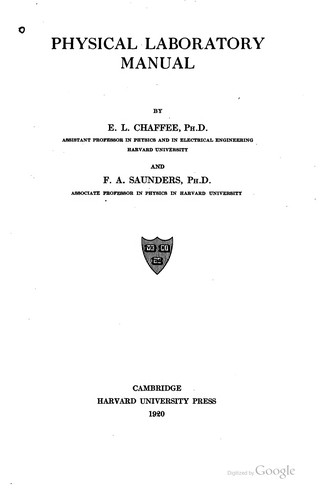 PHYSICAL LABORATORY
MANUAL
BY
E. L. CHAFFEE, PH.D.
ASSISTANT PROFESSOR IN PHYSICS AND IN ELECTRICAL ENGINEERING
HARVARD UNIVERSITY
AND
F. A. SAUNDERS, PH.D.
ASSOCIATE PROFESSOR IN PHYSICS IN HARVARD UNIVERSITY
CAMBRIDGE
HARVARD UNIVERSITY PRESS
1920
Digitized by Google